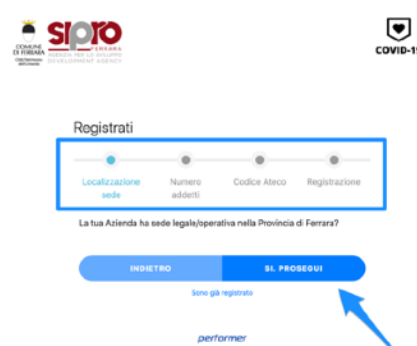 COMUNE
DI FERRARA
sipro
FERRARA
AGENZIA PER LO SVILUPPO
DEVELOPMENT AGENCY
COVID-19
Registrati
Localizzazione
sede
Numero
addetti
Codice Ateco
Registrazione
La tua Azienda ha sede legale/operativa nella Provincia di Ferrara?
INDIETRO
SI. PROSEGUI
Sono già registrato
performer